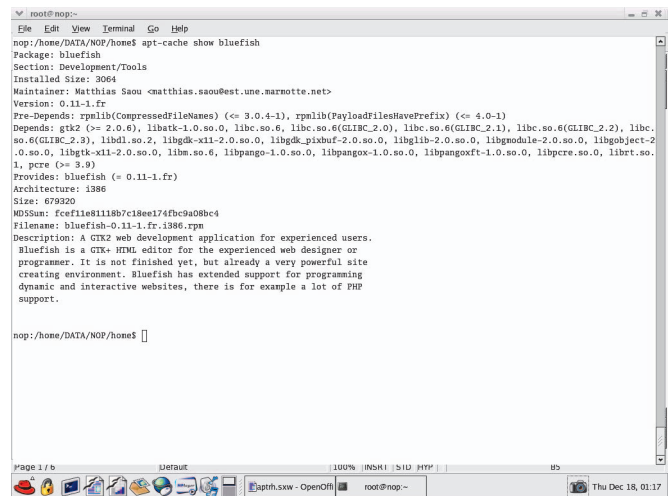 root@nop:~
File Edit View Terminal Go Help
nop:/home/DATA/NOP/home$ apt-cache show bluefish
Package: bluefish
Section: Development/Tools
Installed Size: 3064
Maintainer: Matthias Saou <matthias.saou@est.une.marmotte.net>
Version: 0.11-1.fr
Pre-Depends: rpmlib(CompressedFileNames) (<= 3.0.4-1), rpmlib(PayloadFilesHavePrefix) (<= 4.0-1)
Depends: gtk2 (>= 2.0.6), libatk-1.0.so.0, libc.so.6, libc.so.6(GLIBC_2.0), libc.so.6(GLIBC_2.1), libc.so.6(GLIBC_2.2), libc.
so.6(GLIBC_2.3), libdl.so.2, libgdk-x11-2.0.so.0, libgdk_pixbuf-2.0.so.0, libglib-2.0.so.0, libgmodule-2.0.so.0, libgobject-2
.0.so.0, libgtk-x11-2.0.so.0, libm.so.6, libpango-1.0.so.0, libpangox-1.0.so.0, libpangoxft-1.0.so.0, libpcre.so.0, librt.so.
1, pcre (>= 3.9)
Provides: bluefish (= 0.11-1.fr)
Architecture: i386
Size: 679320
MD5Sum: fcef11e81118b7c18ee174fbc9a08bc4
Filename: bluefish-0.11-1.fr.i386.rpm
Description: A GTK2 web development application for experienced users.
Bluefish is a GTK+ HTML editor for the experienced web designer or
programmer. It is not finished yet, but already a very powerful site
creating environment. Bluefish has extended support for programming
dynamic and interactive websites, there is for example a lot of PHP
support.
nop:/home/DATA/NOP/home$
Page 1 / 6 Default 100% INSRT STD HYP B5
aptrh.sxw - OpenOffi root@nop:~ Thu Dec 18, 01:17